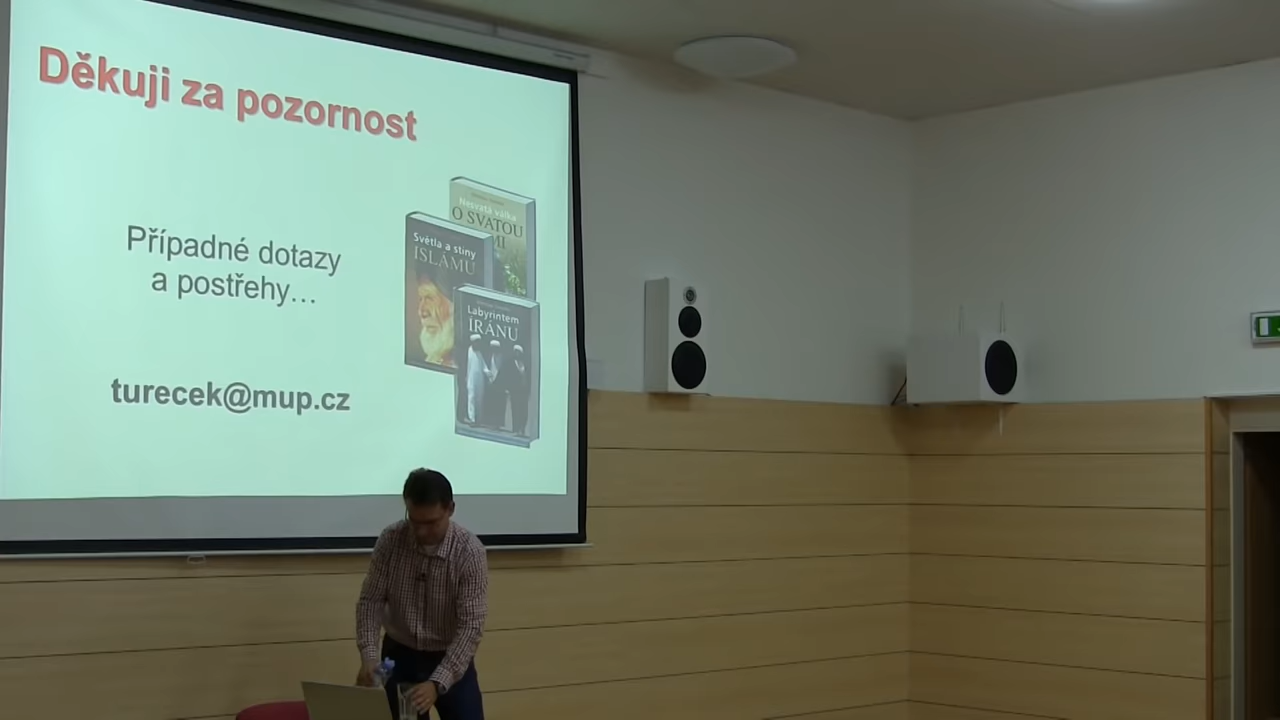 Děkuji za pozornost
Případné dotazy
a postřehy…
turecek@mup.cz
Nesvatá válka
O SVATOU
Světla a stíny
ISLÁMU
Labyrintem
ÍRÁNU